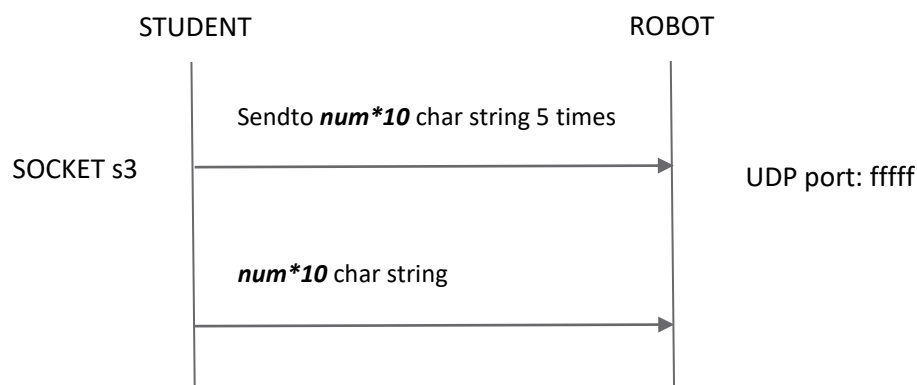 STUDENT
ROBOT
Sendto num*10 char string 5 times
SOCKET s3
UDP port: fffff
num*10 char string